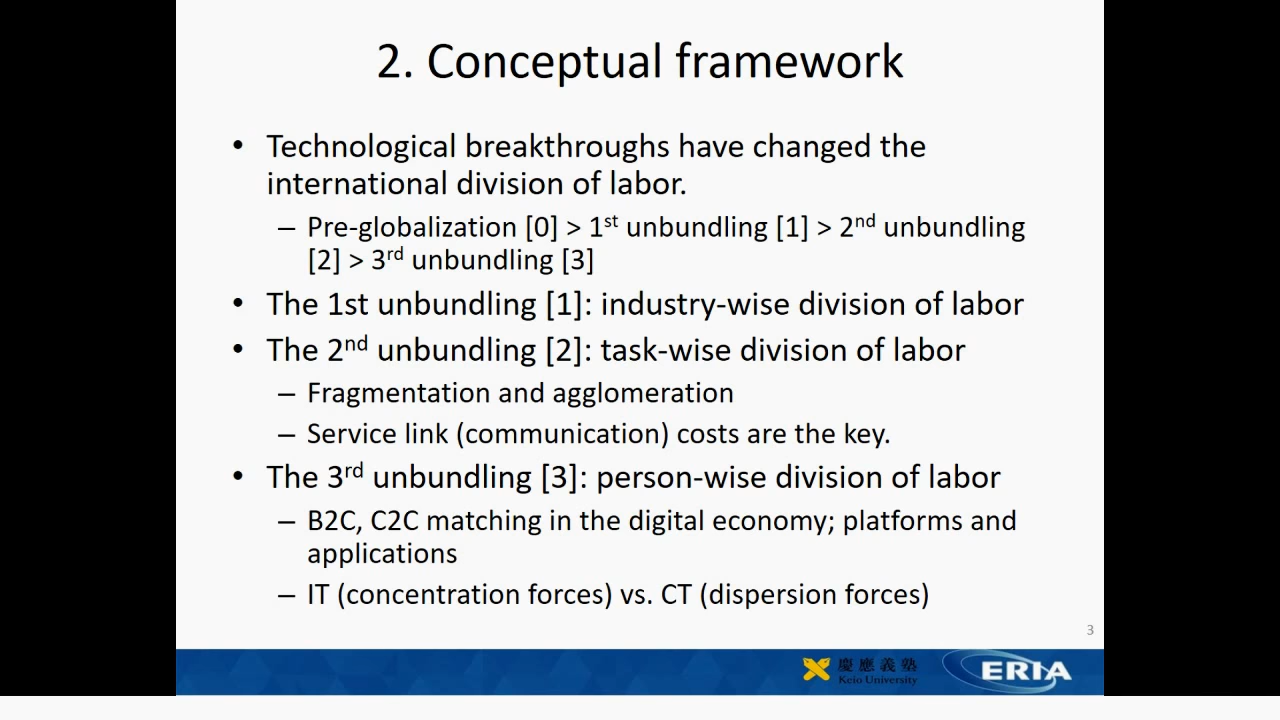 2. Conceptual framework
• Technological breakthroughs have changed the
international division of labor.
– Pre-globalization [0] > 1st unbundling [1] > 2nd unbundling
[2] > 3rd unbundling [3]
• The 1st unbundling [1]: industry-wise division of labor
• The 2nd unbundling [2]: task-wise division of labor
– Fragmentation and agglomeration
– Service link (communication) costs are the key.
• The 3rd unbundling [3]: person-wise division of labor
– B2C, C2C matching in the digital economy; platforms and
applications
– IT (concentration forces) vs. CT (dispersion forces)
3
慶應義塾
Keio University
ERIA